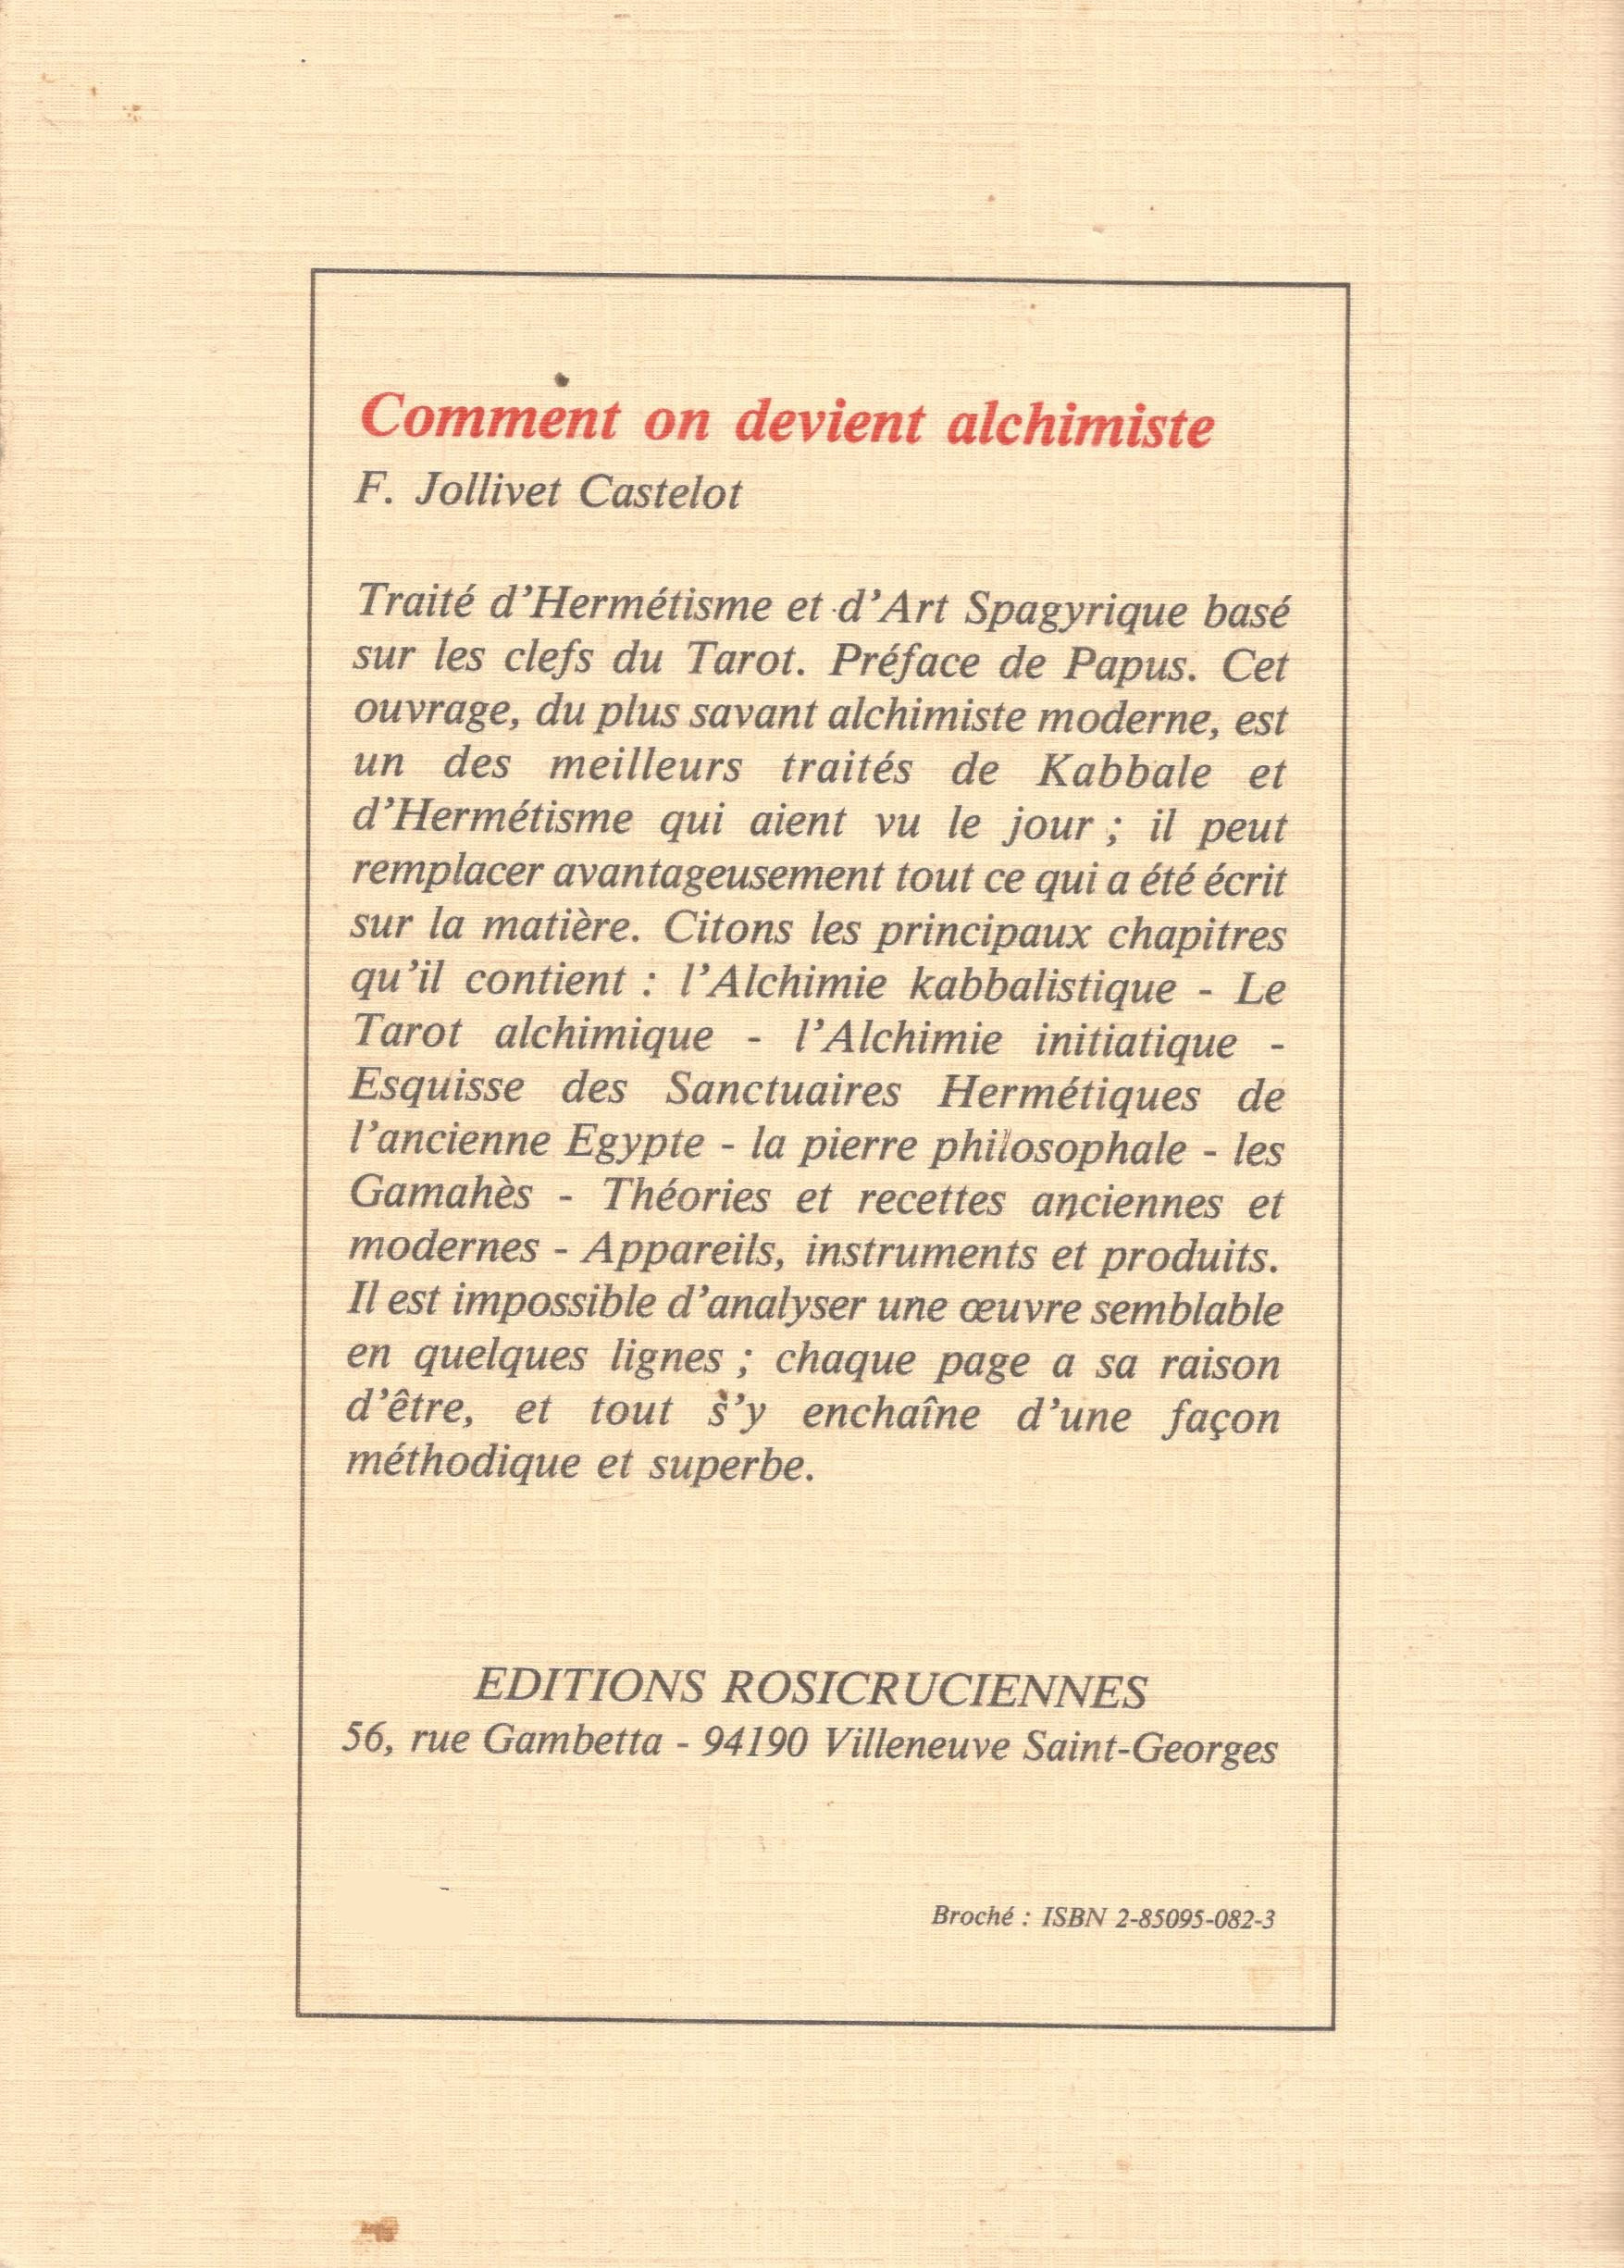 Comment on devient alchimiste
F. Jollivet Castelot
Traité d'Hermétisme et d'Art Spagyrique basé
sur les clefs du Tarot. Préface de Papus. Cet
ouvrage, du plus savant alchimiste moderne, est
un des meilleurs traités de Kabbale et
d'Hermétisme qui aient vu le jour ; il peut
remplacer avantageusement tout ce qui a été écrit
sur la matière. Citons les principaux chapitres
qu'il contient : l'Alchimie kabbalistique - Le
Tarot alchimique - l'Alchimie initiatique -
Esquisse des Sanctuaires Hermétiques de
l'ancienne Egypte - la pierre philosophale - les
Gamahès - Théories et recettes anciennes et
modernes - Appareils, instruments et produits.
Il est impossible d'analyser une œuvre semblable
en quelques lignes ; chaque page a sa raison
d'être, et tout s'y enchaîne d'une façon
méthodique et superbe.
EDITIONS ROSICRUCIENNES
56, rue Gambetta - 94190 Villeneuve Saint-Georges
Broché : ISBN 2-85095-082-3